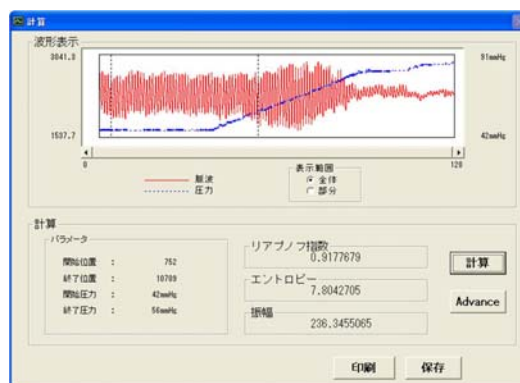 計算
波形表示
3041.3
91mmHg
1537.7
42mmHg
0
128
脈波
圧力
表示範囲
全体
部分
計算
パラメータ
開始位置 : 752
終了位置 : 10709
開始圧力 : 42mmHg
終了圧力 : 56mmHg
リアプノフ指数
0.9177679
エントロピー
7.8042705
振幅
236.3455065
計算
Advance
印刷
保存